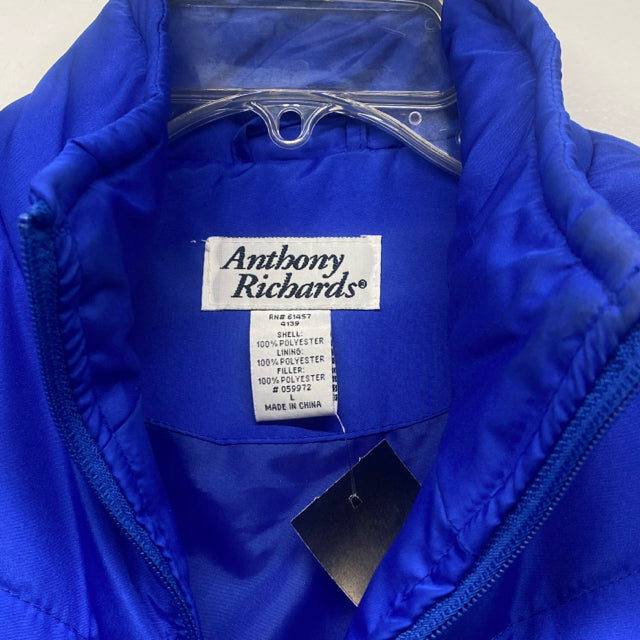 Anthony
Richards®
RN# 61457
4139
SHELL:
100% POLYESTER
LINING:
100% POLYESTER
FILLER:
100% POLYESTER
# 059972
L
MADE IN CHINA